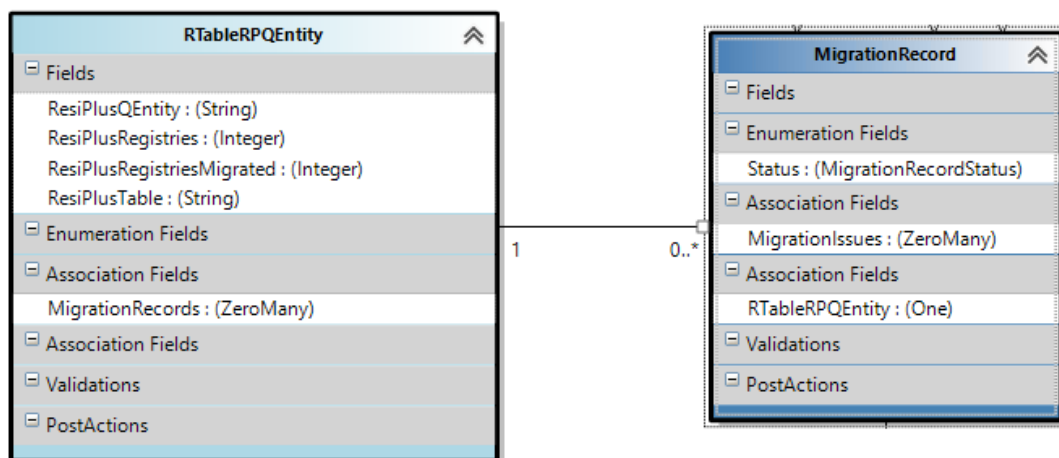 RTableRPQEntity
Fields
ResiPlusQEntity : (String)
ResiPlusRegistries : (Integer)
ResiPlusRegistriesMigrated : (Integer)
ResiPlusTable : (String)
Enumeration Fields
Association Fields
MigrationRecords : (ZeroMany)
Association Fields
Validations
PostActions
1
0..*
MigrationRecord
Fields
Enumeration Fields
Status : (MigrationRecordStatus)
Association Fields
MigrationIssues : (ZeroMany)
Association Fields
RTableRPQEntity : (One)
Validations
PostActions